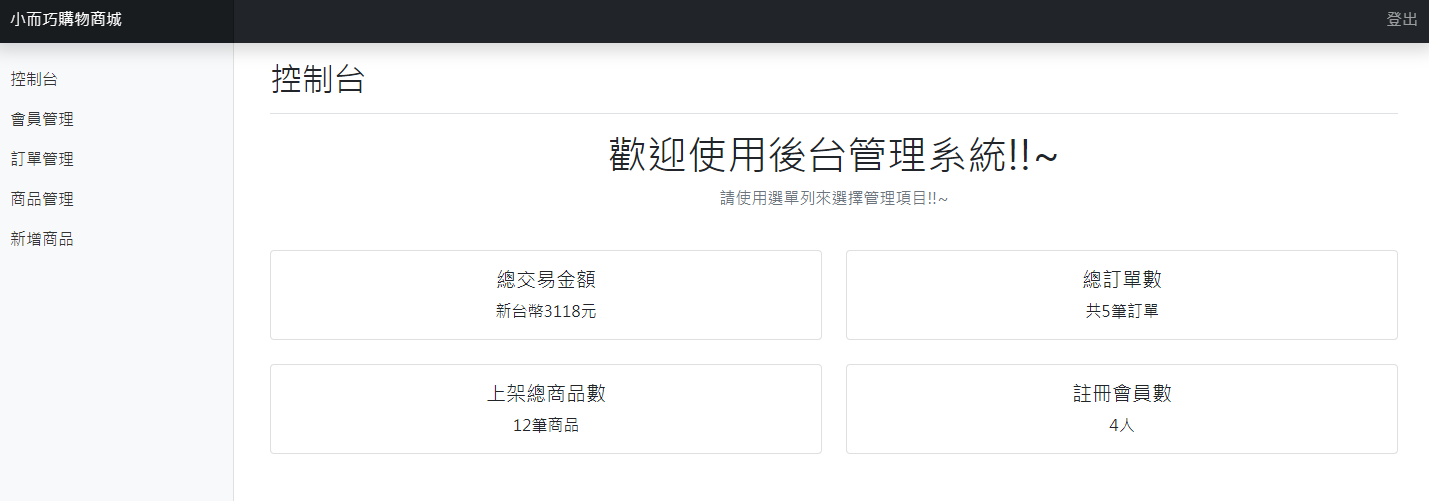 小而巧購物商城
登出
控制台
會員管理
訂單管理
商品管理
新增商品
控制台
歡迎使用後台管理系統!!~
請使用選單列來選擇管理項目!!~
總交易金額
新台幣3118元
總訂單數
共5筆訂單
上架總商品數
12筆商品
註冊會員數
4人